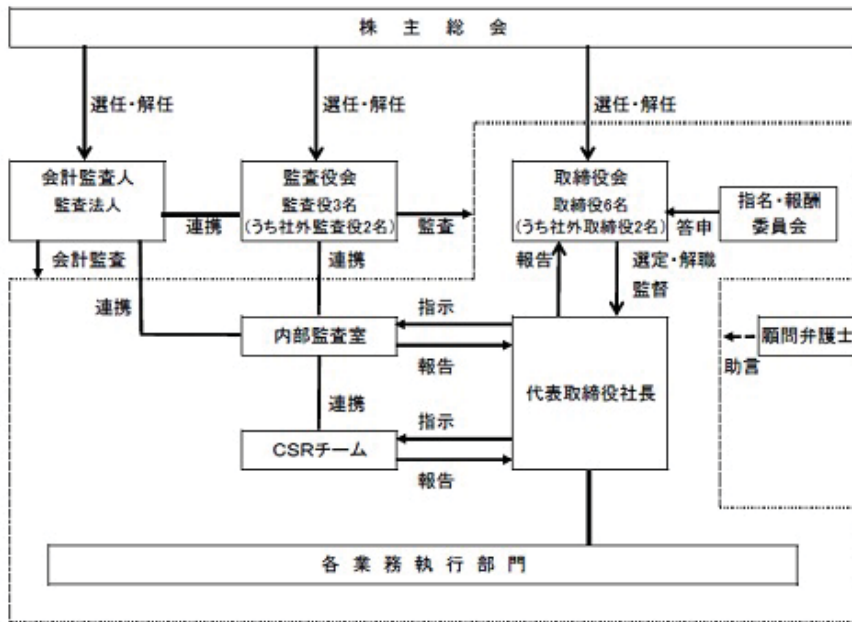 株主総会
選任・解任
選任・解任
選任・解任
会計監査人
監査法人
監査役会
監査役3名
(うち社外監査役2名)
取締役会
取締役6名
(うち社外取締役2名)
指名・報酬
委員会
連携
監査
答申
会計監査
連携
報告
選定・解職
監督
連携
指示
内部監査室
報告
代表取締役社長
顧問弁護士
助言
連携
指示
CSRチーム
報告
各業務執行部門